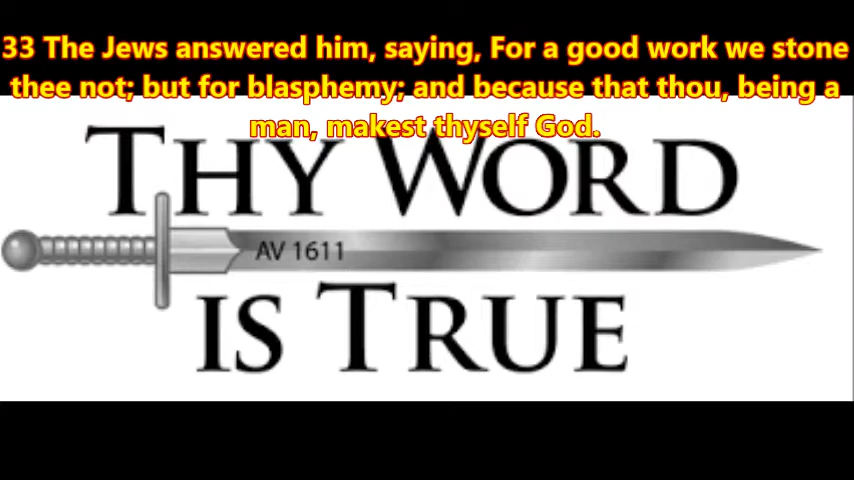 33 The Jews answered him, saying, For a good work we stone
thee not; but for blasphemy; and because that thou, being a
man, makest thyself God.
THY WORD
AV 1611
IS TRUE